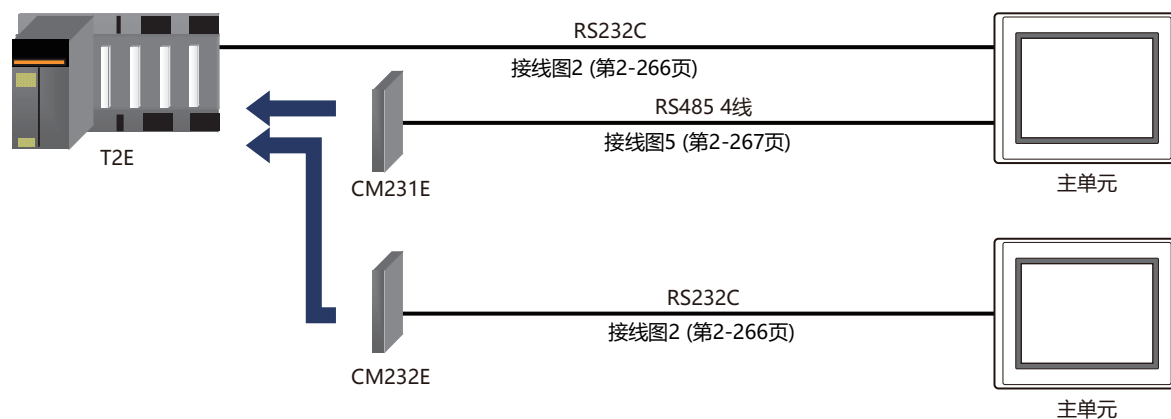 RS232C
接线图2 (第2-266页)
RS485 4线
接线图5 (第2-267页)
T2E
CM231E
主单元
RS232C
接线图2 (第2-266页)
CM232E
主单元